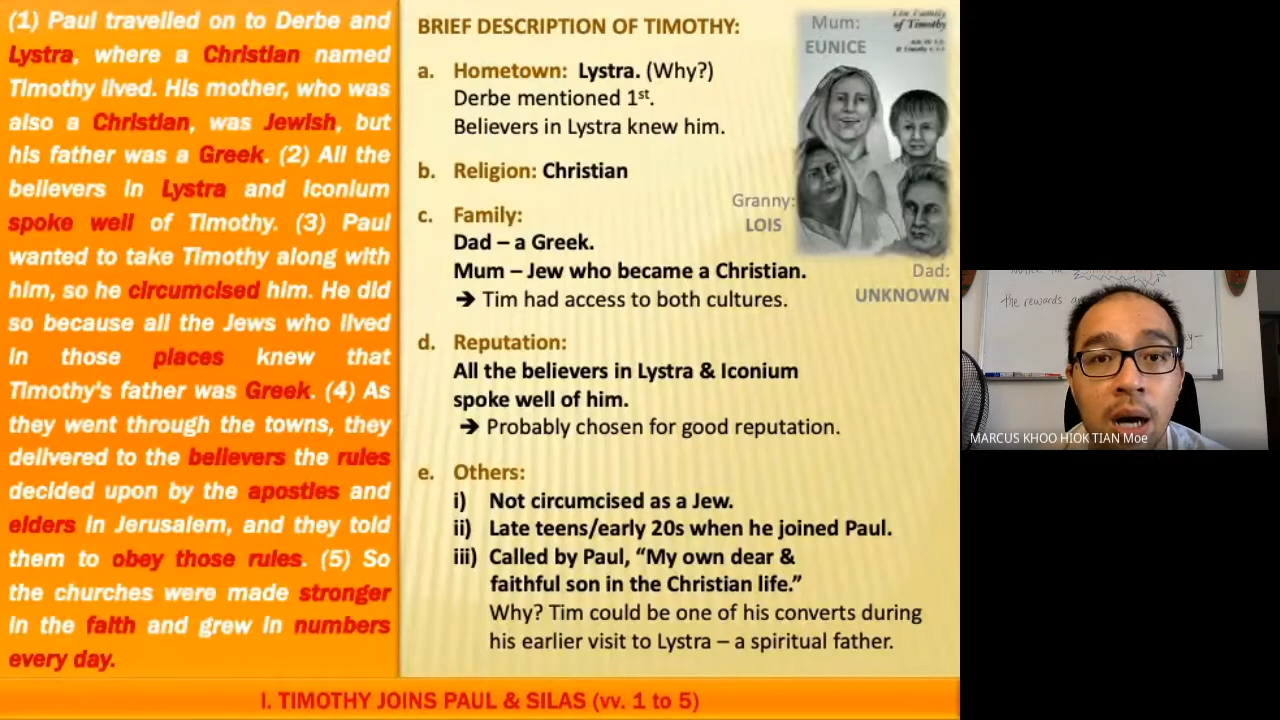 (1) Paul travelled on to Derbe and
Lystra, where a Christian named
Timothy lived. His mother, who was
also a Christian, was Jewish, but
his father was a Greek. (2) All the
believers in Lystra and Iconium
spoke well of Timothy. (3) Paul
wanted to take Timothy along with
him, so he circumcised him. He did
so because all the Jews who lived
in those places knew that
Timothy's father was Greek. (4) As
they went through the towns, they
delivered to the believers the rules
decided upon by the apostles and
elders in Jerusalem, and they told
them to obey those rules. (5) So
the churches were made stronger
in the faith and grew in numbers
every day.
BRIEF DESCRIPTION OF TIMOTHY:
a. Hometown: Lystra. (Why?)
Derbe mentioned 1st.
Believers in Lystra knew him.
b. Religion: Christian
c. Family:
Dad – a Greek.
Mum – Jew who became a Christian.
➔ Tim had access to both cultures.
d. Reputation:
All the believers in Lystra & Iconium
spoke well of him.
➔ Probably chosen for good reputation.
e. Others:
i) Not circumcised as a Jew.
ii) Late teens/early 20s when he joined Paul.
iii) Called by Paul, “My own dear &
faithful son in the Christian life.”
Why? Tim could be one of his converts during
his earlier visit to Lystra – a spiritual father.
Mum:
EUNICE
The Family
of Timothy
Granny:
LOIS
Dad:
UNKNOWN
I. TIMOTHY JOINS PAUL & SILAS (vv. 1 to 5)
the rewards
MARCUS KHOO HIOK TIAN Moe